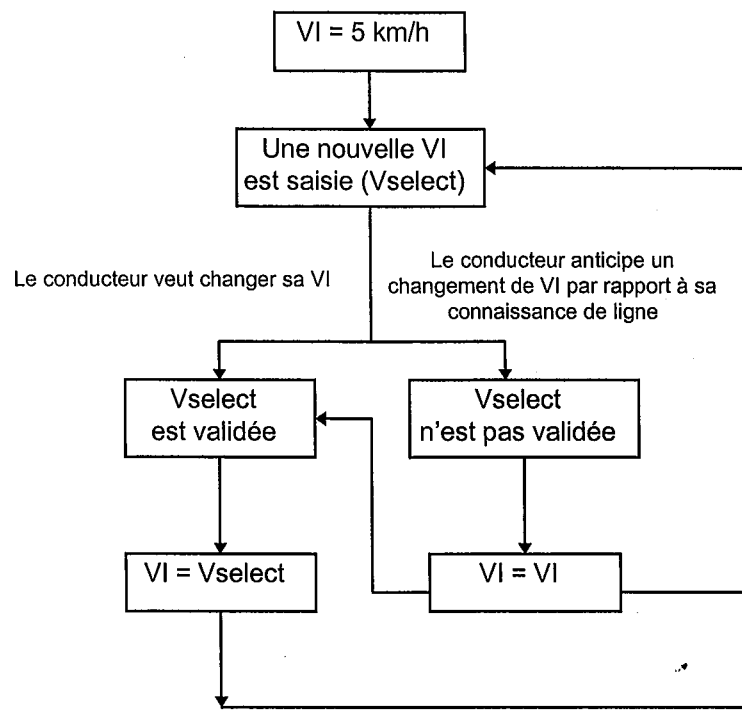 VI = 5 km/h
Une nouvelle VI
est saisie (Vselect)
Le conducteur veut changer sa VI
Le conducteur anticipe un
changement de VI par rapport à sa
connaissance de ligne
Vselect
est validée
Vselect
n'est pas validée
VI = Vselect
VI = VI